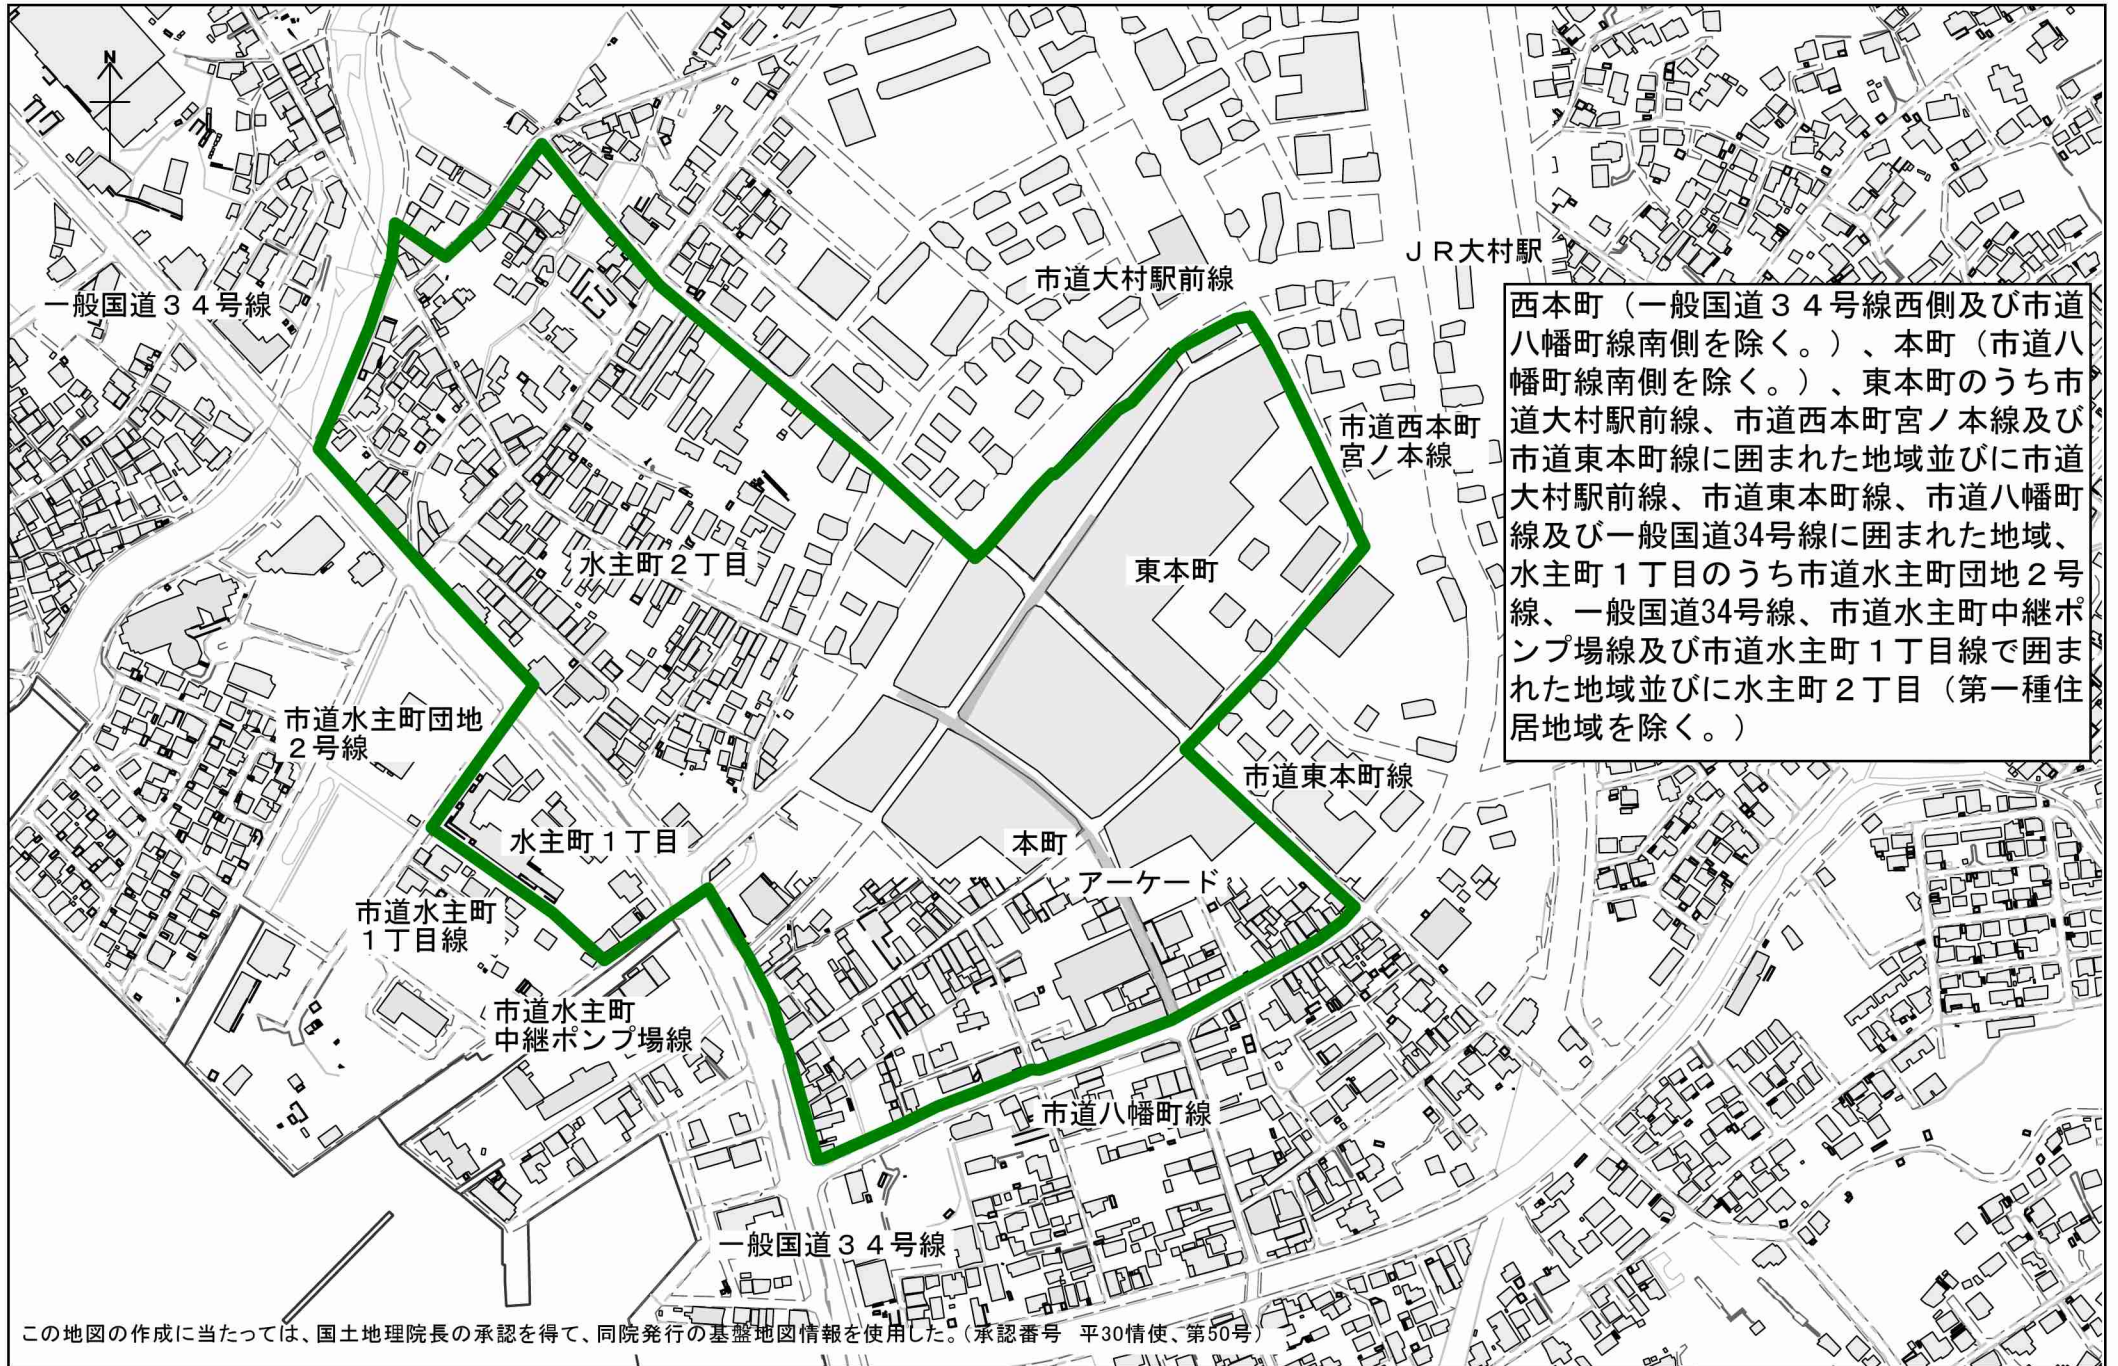 N
ＪＲ大村駅
市道大村駅前線
一般国道３４号線
西本町（一般国道３４号線西側及び市道
八幡町線南側を除く。）、本町（市道八
幡町線南側を除く。）、東本町のうち市
道大村駅前線、市道西本町宮ノ本線及び
市道東本町線に囲まれた地域並びに市道
大村駅前線、市道東本町線、市道八幡町
線及び一般国道34号線に囲まれた地域、
水主町１丁目のうち市道水主町団地２号
線、一般国道34号線、市道水主町中継ポ
ンプ場線及び市道水主町１丁目線で囲ま
れた地域並びに水主町２丁目（第一種住
居地域を除く。）
市道西本町
宮ノ本線
水主町２丁目
東本町
市道水主町団地
２号線
市道東本町線
水主町１丁目
本町
アーケード
市道水主町
１丁目線
市道水主町
中継ポンプ場線
市道八幡町線
一般国道３４号線
この地図の作成に当たっては、国土地理院長の承認を得て、同院発行の基盤地図情報を使用した。（承認番号　平30情使、第50号）